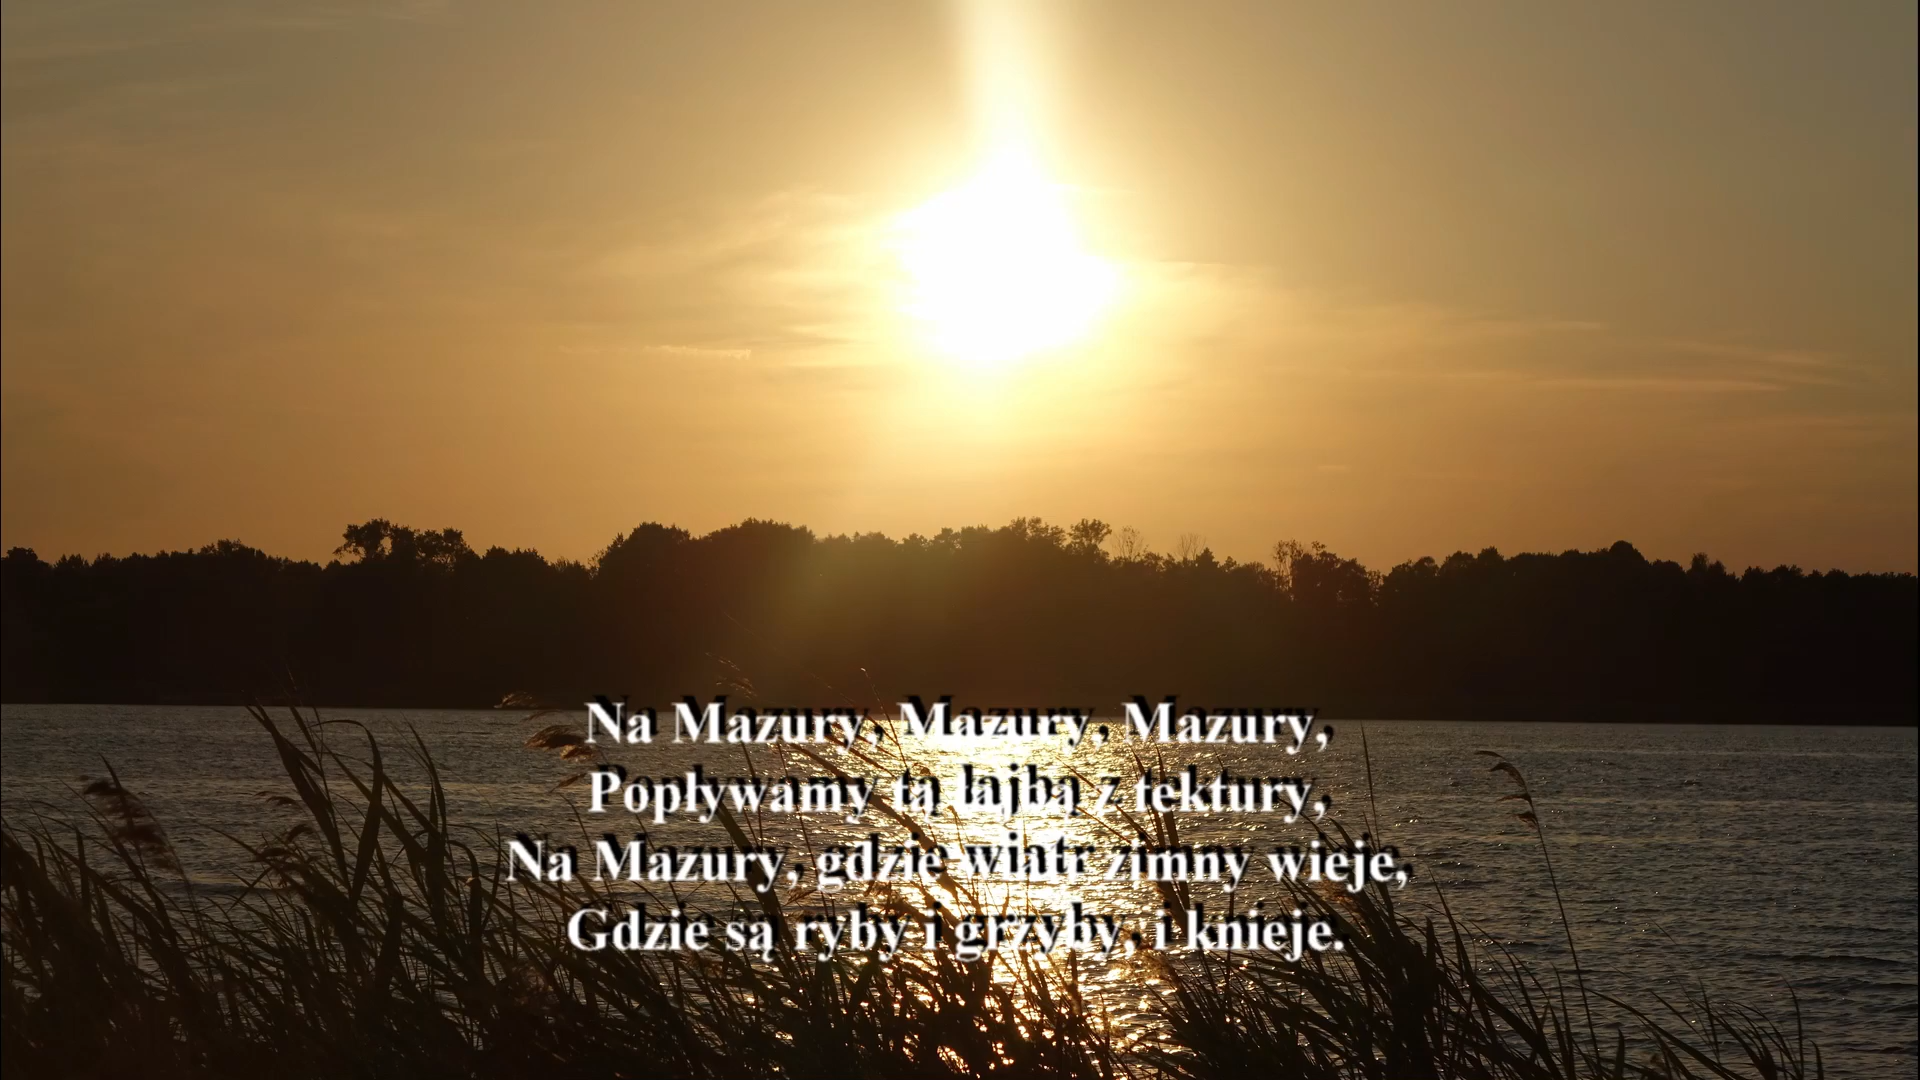 Na Mazury, Mazury, Mazury,
Popływamy tą łajbą z tektury,
Na Mazury, gdzie wiatr zimny wieje,
Gdzie są ryby i grzyby, i knieje.